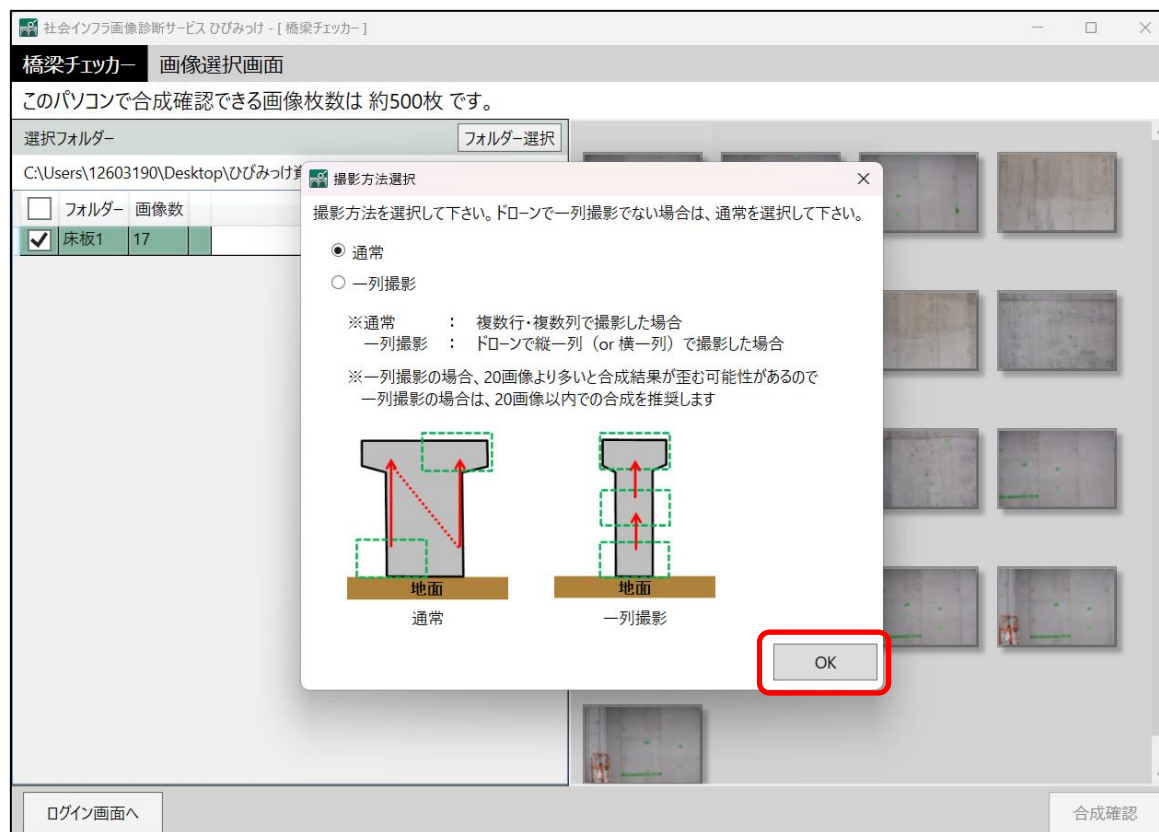 社会インフラ画像診断サービス ひびみっけ - [ 橋梁チェッカー ]
橋梁チェッカー 画像選択画面
このパソコンで合成確認できる画像枚数は 約500枚 です。
選択フォルダー フォルダー選択
C:\Users\12603190\Desktop\ひびみっけ
フォルダー 画像数
床板1 17
撮影方法選択
撮影方法を選択して下さい。ドローンで一列撮影でない場合は、通常を選択して下さい。
通常
一列撮影
※通常 : 複数行・複数列で撮影した場合
一列撮影 : ドローンで縦一列（or 横一列）で撮影した場合
※一列撮影の場合、20画像より多いと合成結果が歪む可能性があるので
一列撮影の場合は、20画像以内での合成を推奨します
地面 地面
通常 一列撮影
OK
ログイン画面へ 合成確認